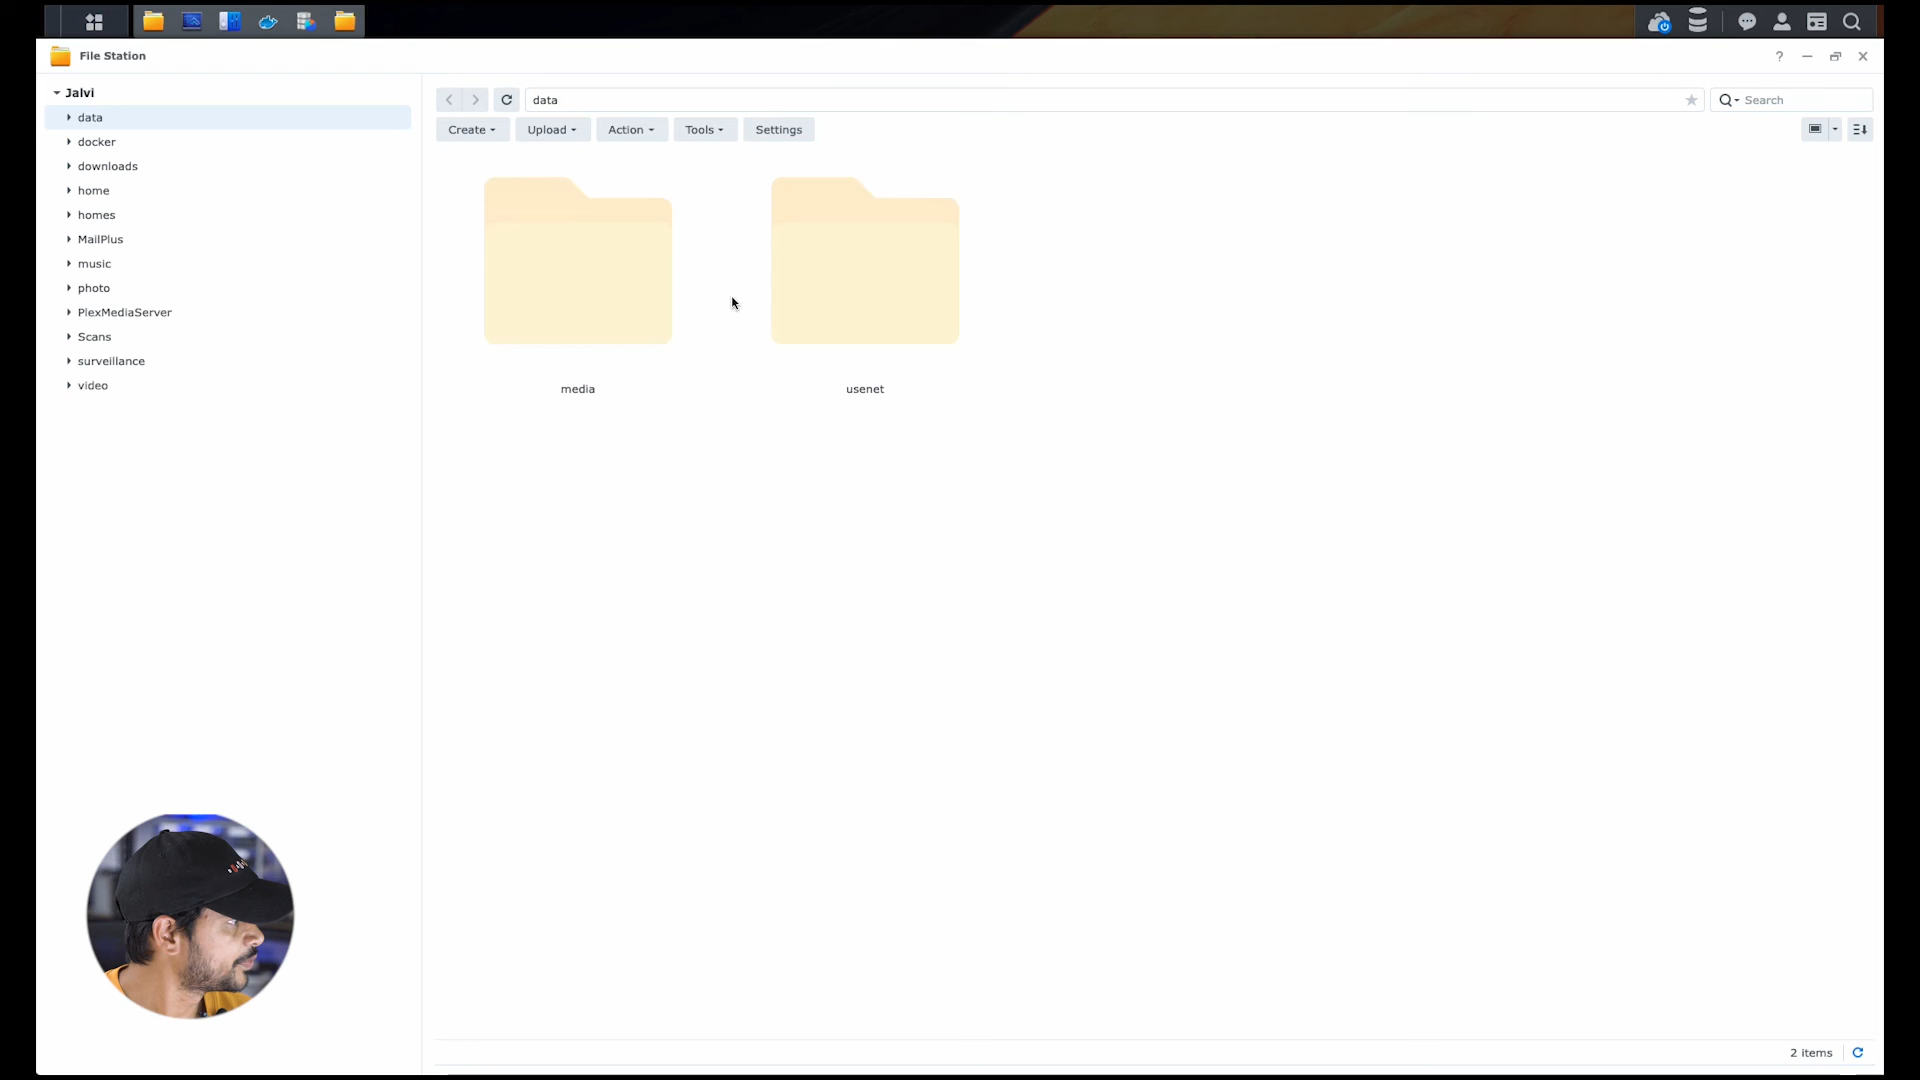 File Station
?
Jalvi
data
docker
downloads
home
homes
MailPlus
music
photo
PlexMediaServer
Scans
surveillance
video
data
Search
Create
Upload
Action
Tools
Settings
media
usenet
2 items